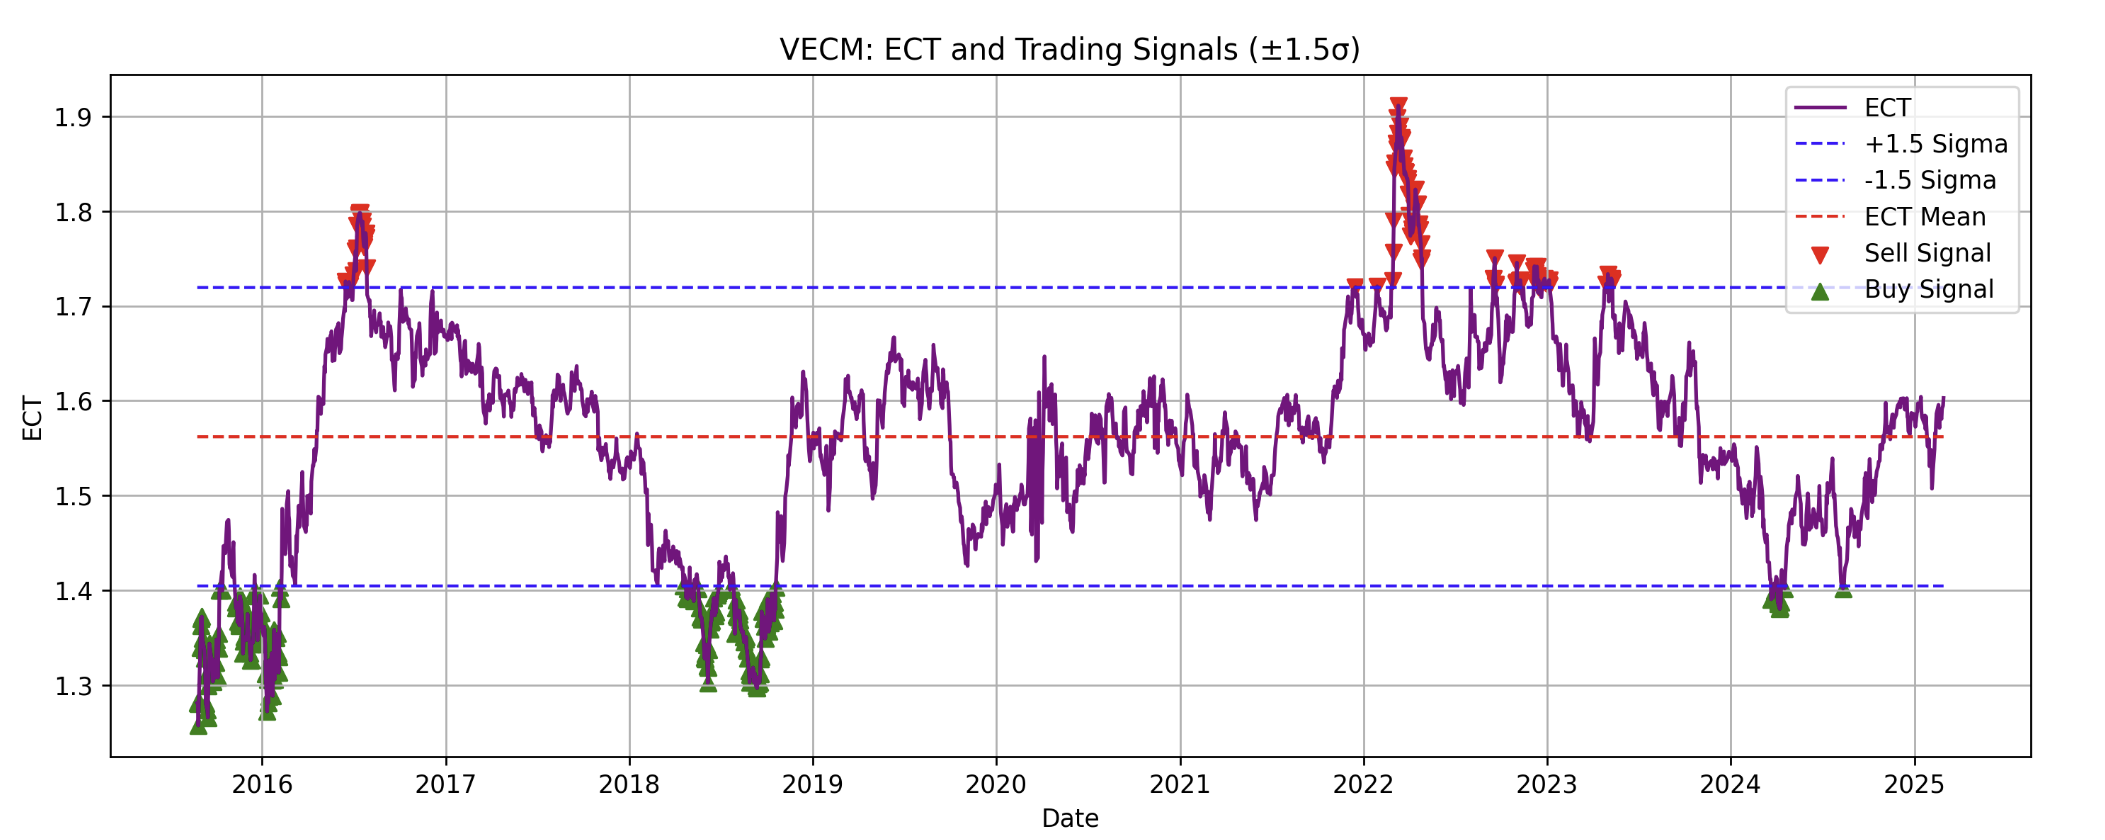 VECM: ECT and Trading Signals (±1.5σ)
ECT
1.9
1.8
1.7
1.6
1.5
1.4
1.3
2016 2017 2018 2019 2020 2021 2022 2023 2024 2025
Date
ECT
+1.5 Sigma
-1.5 Sigma
ECT Mean
Sell Signal
Buy Signal